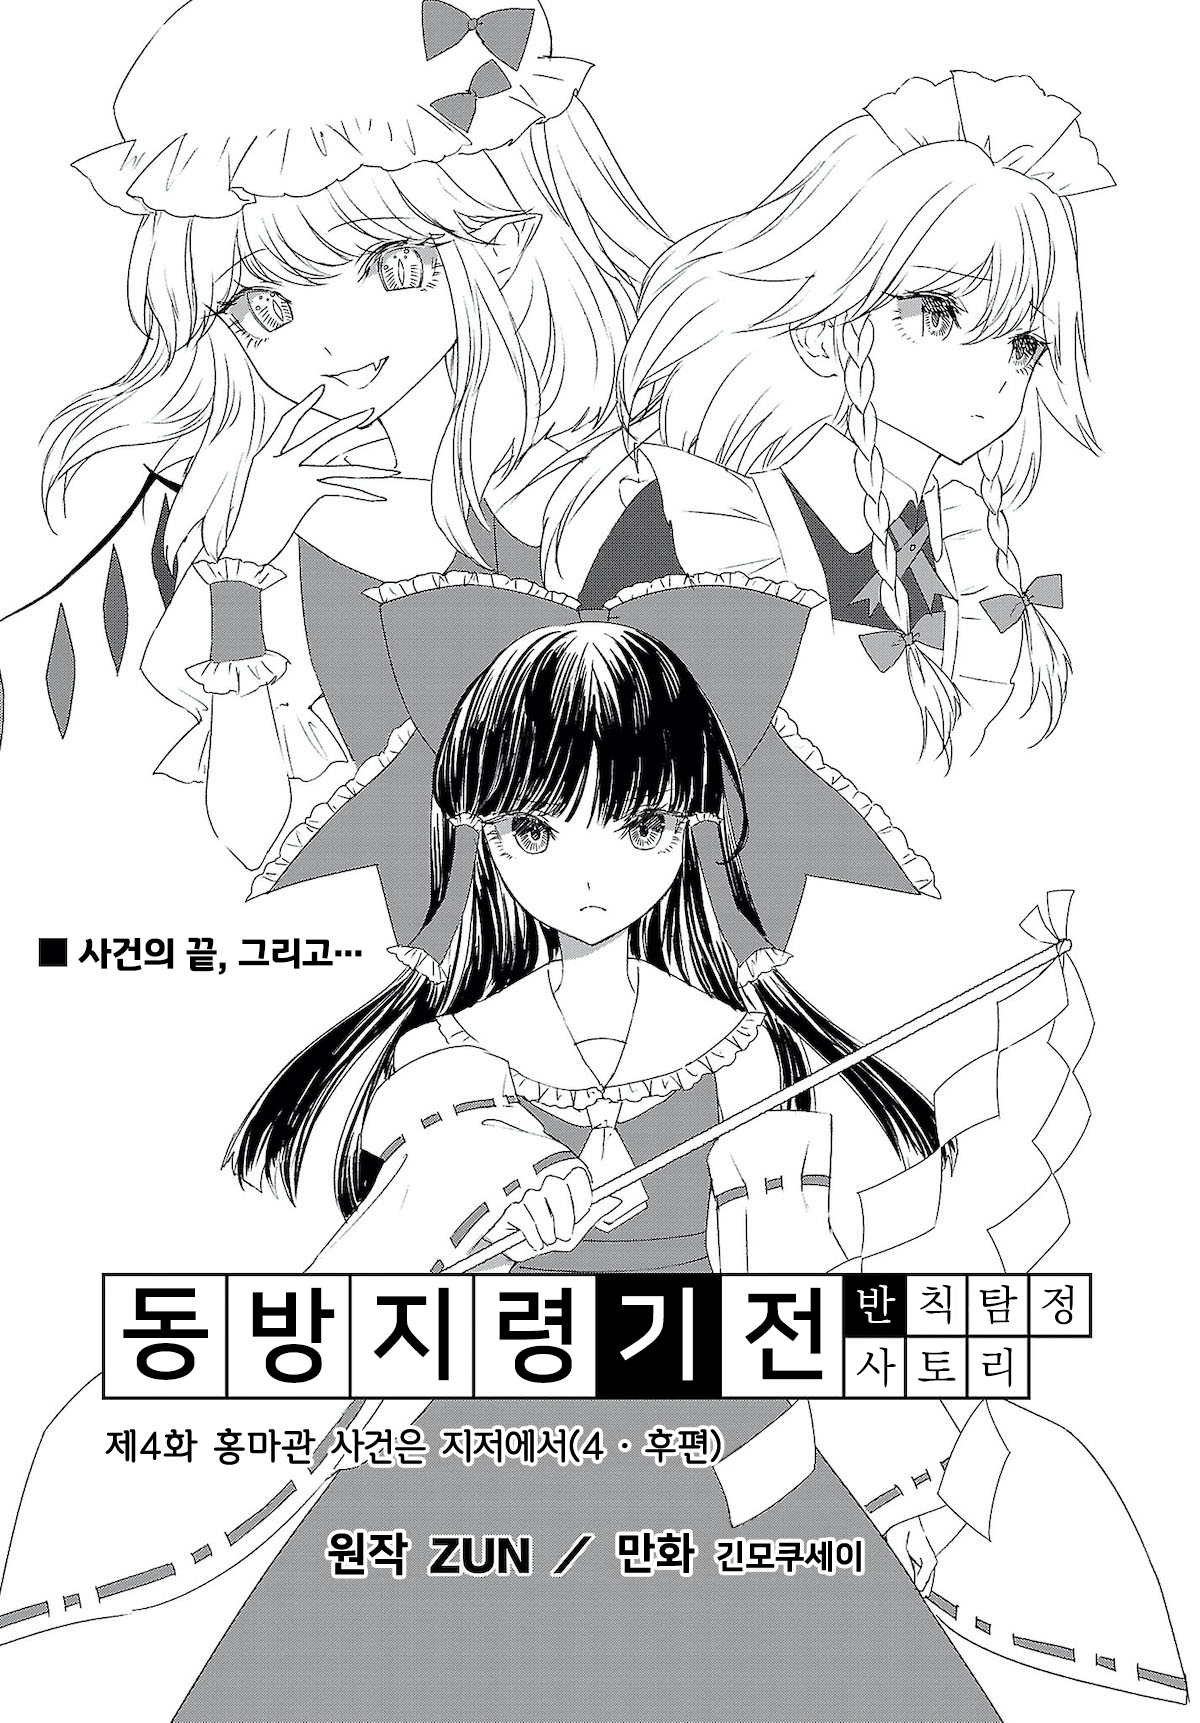 ■ 사건의 끝, 그리고…
동방지령기전
반칙탐정
사토리
제4화 홍마관 사건은 지저에서(4·후편)
원작 ZUN / 만화 긴모쿠세이